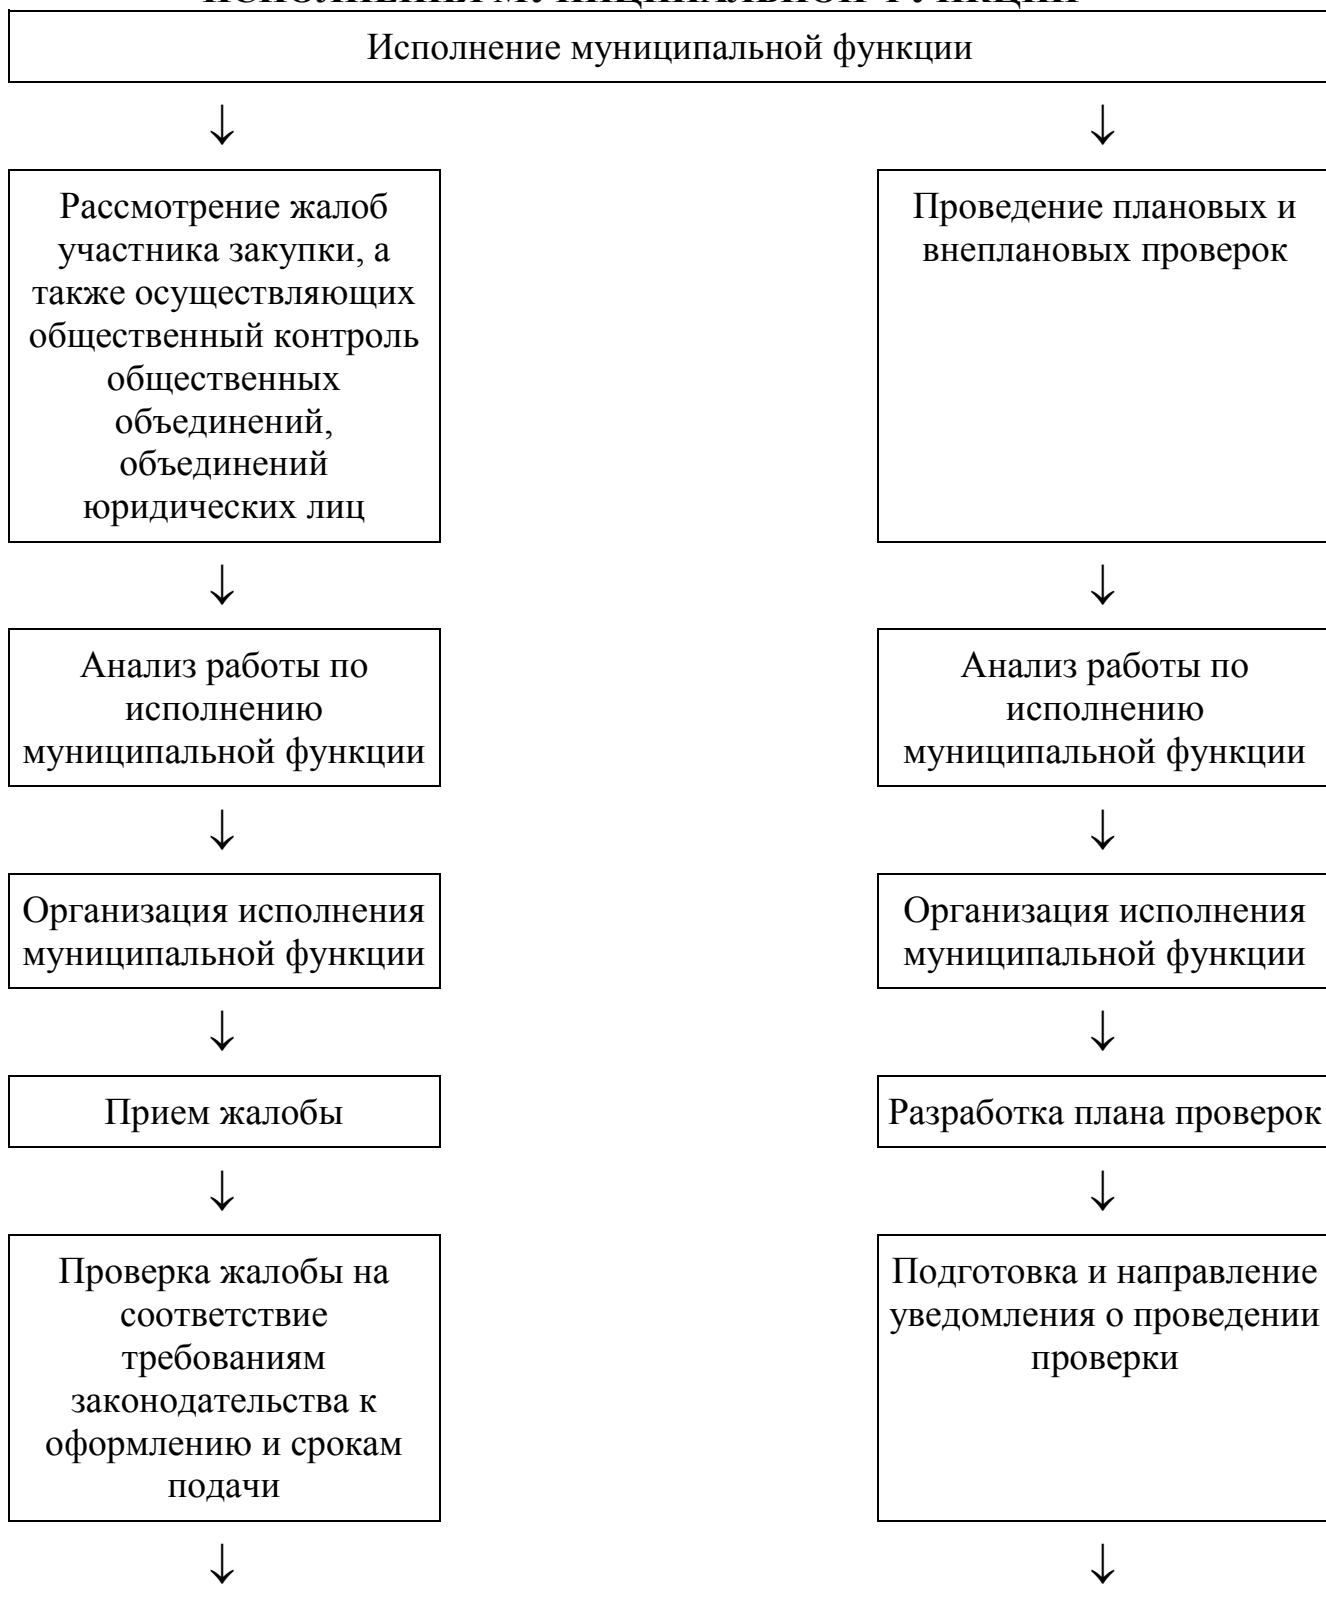 ИСПОЛНЕНИЯ МУНИЦИПАЛЬНОЙ ФУНКЦИИ
Исполнение муниципальной функции
↓
↓
Рассмотрение жалоб
участника закупки, а
также осуществляющих
общественный контроль
общественных
объединений,
объединений
юридических лиц
Проведение плановых и
внеплановых проверок
↓
↓
Анализ работы по
исполнению
муниципальной функции
Анализ работы по
исполнению
муниципальной функции
↓
↓
Организация исполнения
муниципальной функции
Организация исполнения
муниципальной функции
↓
↓
Прием жалобы
Разработка плана проверок
↓
↓
Проверка жалобы на
соответствие
требованиям
законодательства к
оформлению и срокам
подачи
Подготовка и направление
уведомления о проведении
проверки
↓
↓